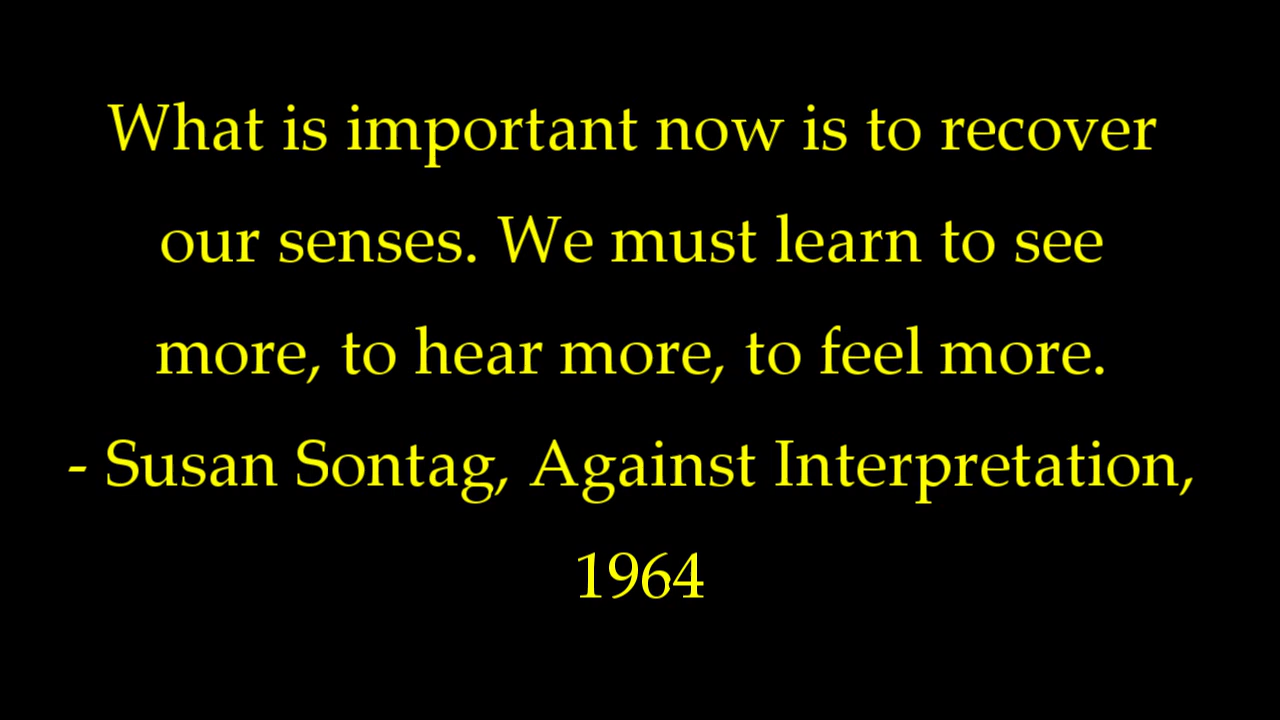 What is important now is to recover
our senses. We must learn to see
more, to hear more, to feel more.
- Susan Sontag, Against Interpretation,
1964